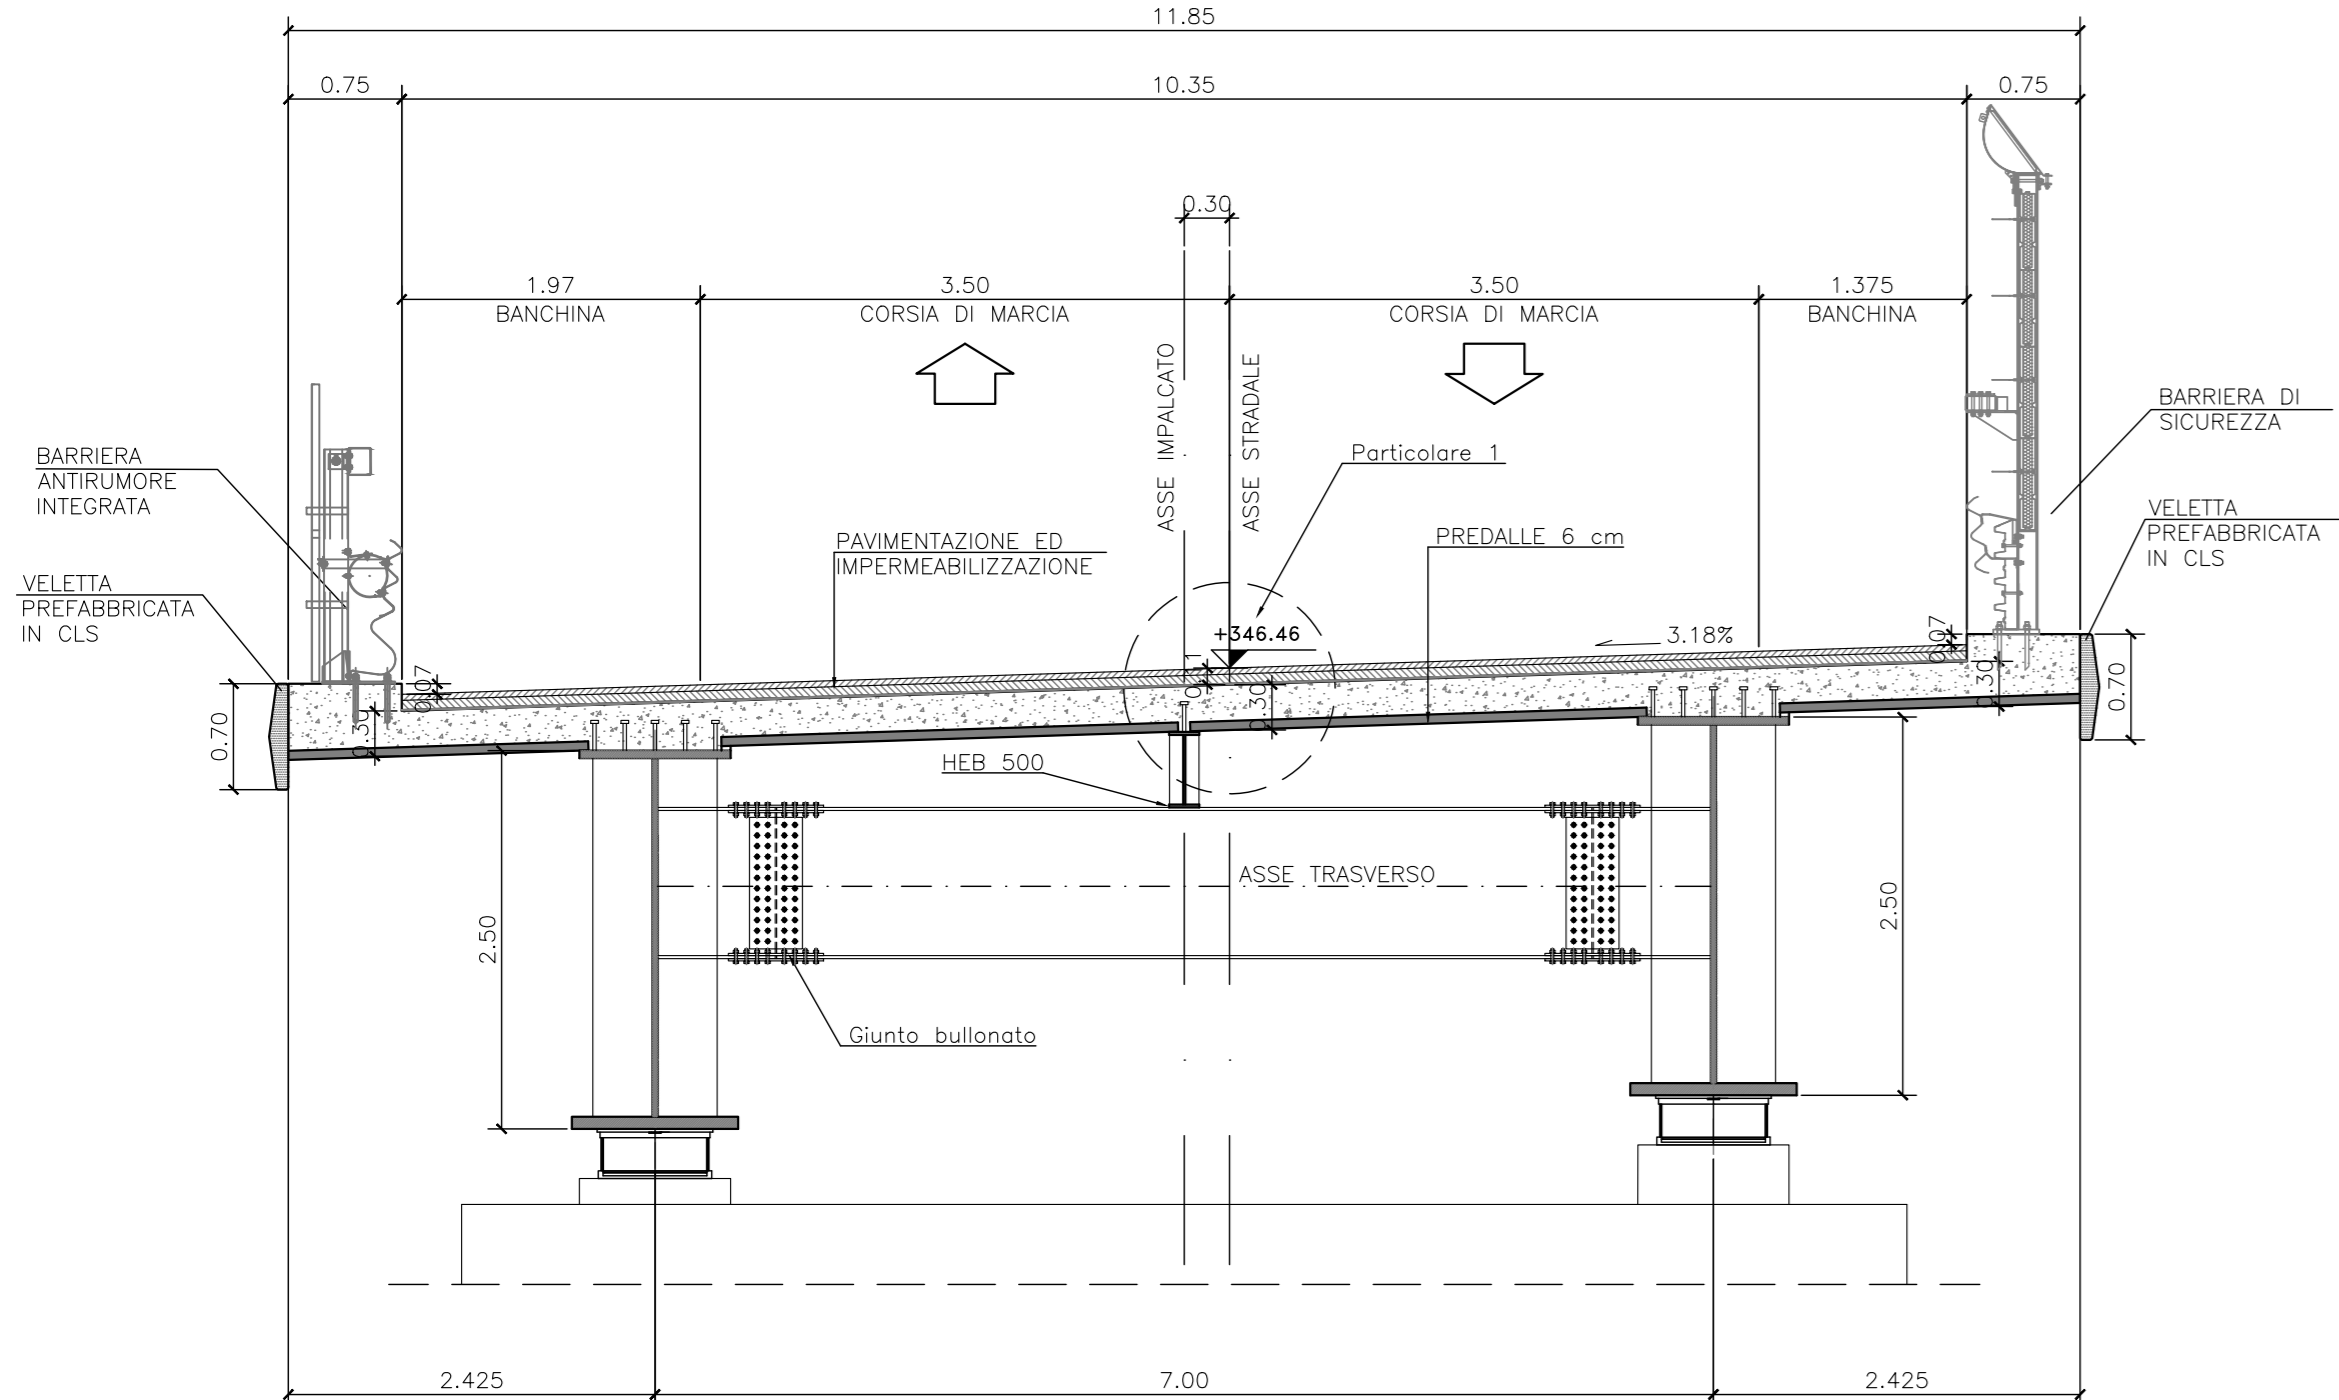 11.85
0.75
10.35
0.75
0.30
1.97
BANCHINA
3.50
CORSIA DI MARCIA
3.50
CORSIA DI MARCIA
1.375
BANCHINA
ASSE IMPALCATO
ASSE STRADALE
BARRIERA DI
SICUREZZA
Particolare 1
BARRIERA
ANTIRUMORE
INTEGRATA
VELETTA
PREFABBRICATA
IN CLS
PAVIMENTAZIONE ED
IMPERMEABILIZZAZIONE
PREDALLE 6 cm
VELETTA
PREFABBRICATA
IN CLS
+346.46
3.18%
0.07
0.07
0.11
0.30
0.30
0.30
0.70
0.70
HEB 500
ASSE TRASVERSO
2.50
2.50
Giunto bullonato
2.425
7.00
2.425